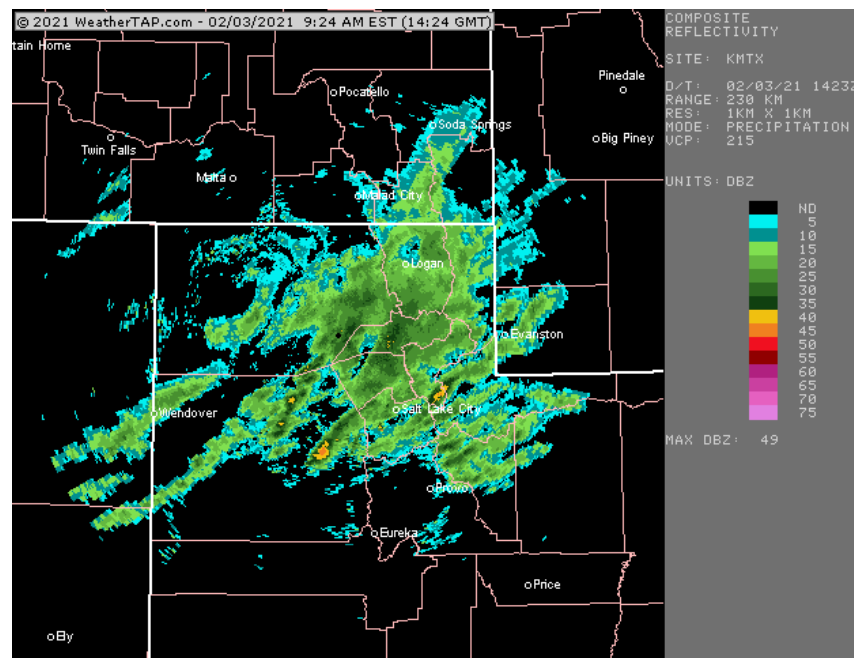 © 2021 WeatherTAP.com - 02/03/2021 9:24 AM EST (14:24 GMT)
tain Home
Pocatello
Soda Springs
Pinedale
Big Piney
Twin Falls
Malta
Malad City
Logan
Evanston
Wendover
Salt Lake City
Provo
Eureka
Price
Ely
COMPOSITE
REFLECTIVITY
SITE: KMTX
D/T: 02/03/21 1423Z
RANGE: 230 KM
RES: 1KM X 1KM
MODE: PRECIPITATION
VCP: 215
UNITS: DBZ
ND
5
10
15
20
25
30
35
40
45
50
55
60
65
70
75
MAX DBZ: 49